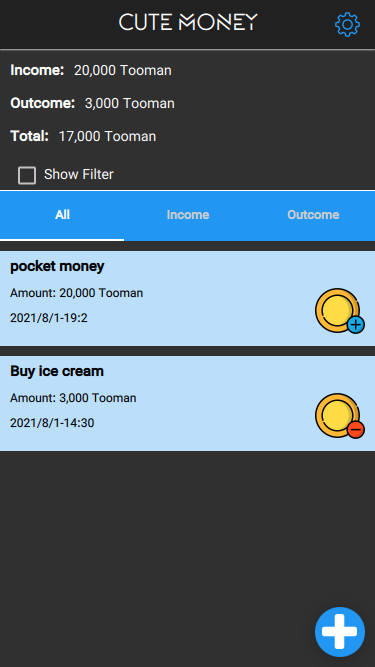 CUTE MONEY
Income: 20,000 Tooman
Outcome: 3,000 Tooman
Total: 17,000 Tooman
Show Filter
All Income Outcome
pocket money
Amount: 20,000 Tooman
2021/8/1-19:2
Buy ice cream
Amount: 3,000 Tooman
2021/8/1-14:30